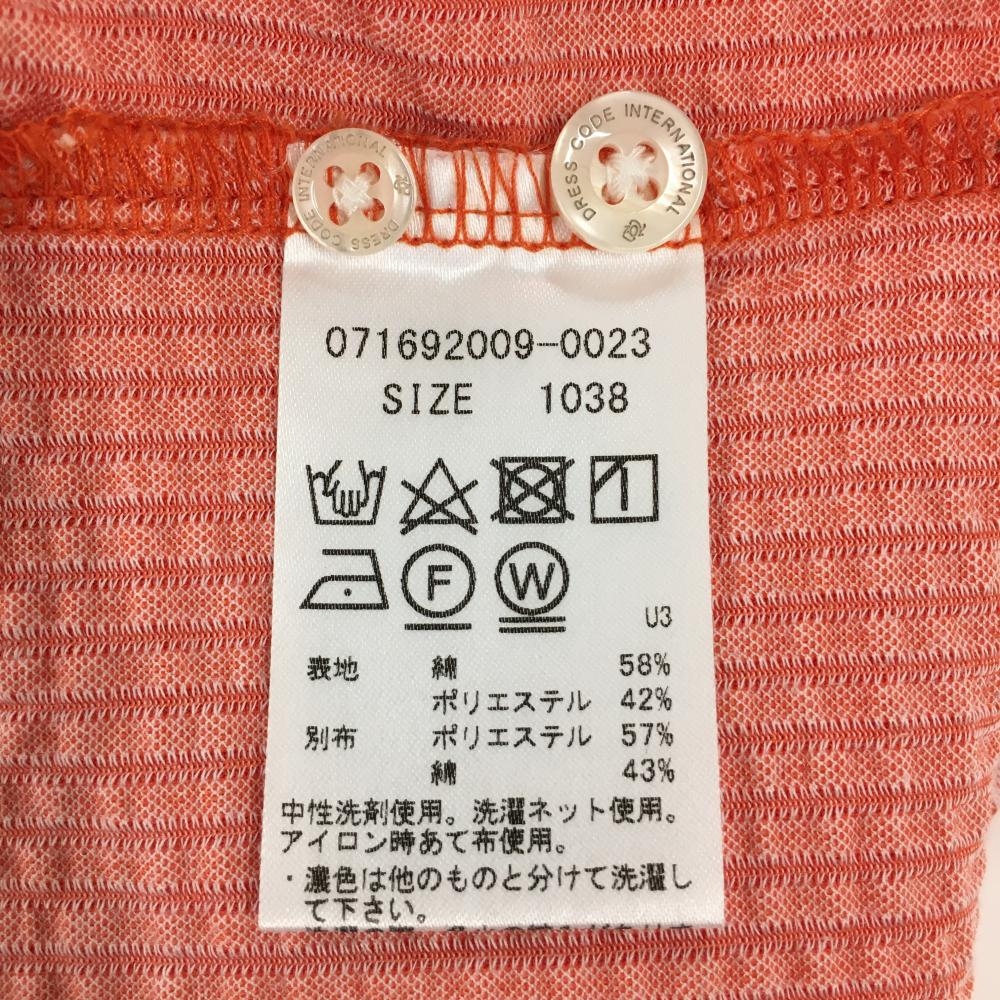 DRESS CODE INTERNATIONAL
DRESS CODE INTERNATIONAL
071692009-0023
SIZE 1038
F W
U3
表地 綿 58%
ポリエステル 42%
別布 ポリエステル 57%
綿 43%
中性洗剤使用。洗濯ネット使用。
アイロン時あて布使用。
・濃色は他のものと分けて洗濯し
て下さい。